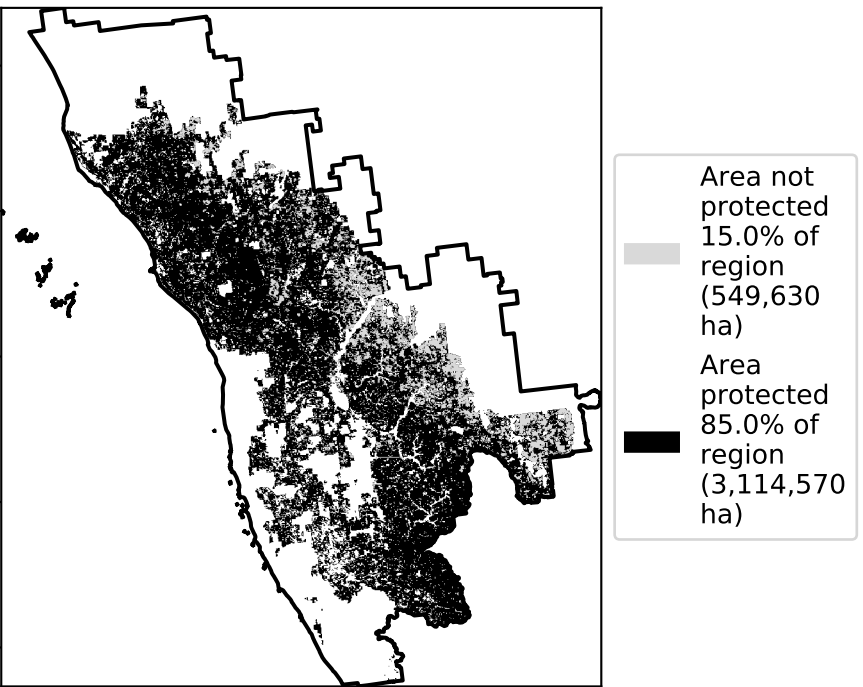 Area not
protected
15.0% of
region
(549,630
ha)
Area
protected
85.0% of
region
(3,114,570
ha)